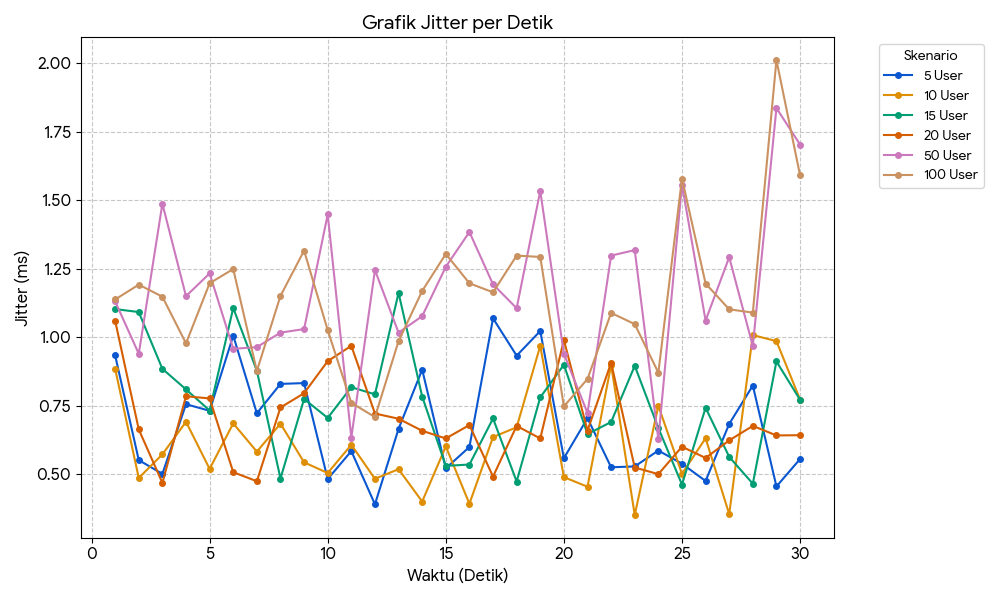 Grafik Jitter per Detik
Skenario
5 User
10 User
15 User
20 User
50 User
100 User
2.00
1.75
1.50
1.25
1.00
0.75
0.50
Jitter (ms)
0 5 10 15 20 25 30
Waktu (Detik)